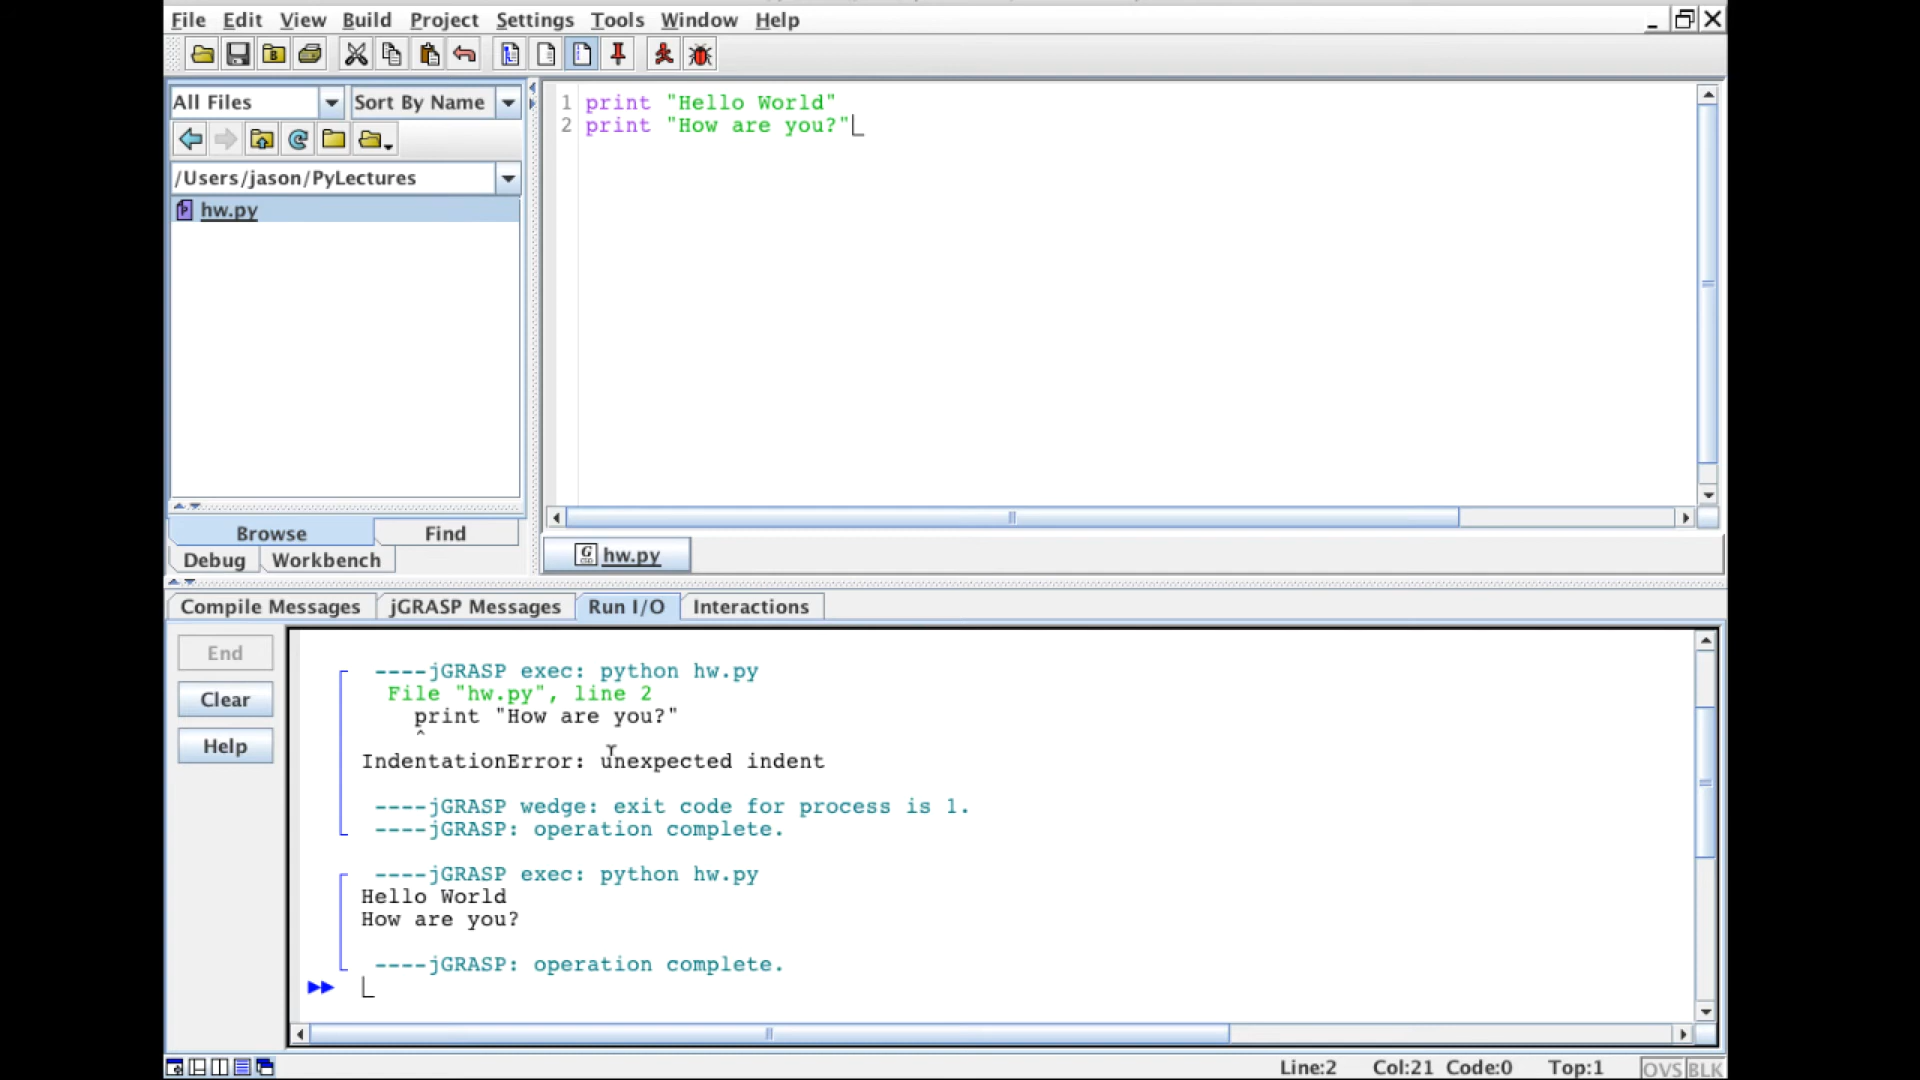 File Edit View Build Project Settings Tools Window Help
All Files Sort By Name
/Users/jason/PyLectures
hw.py
1 print "Hello World"
2 print "How are you?"
Browse Find
Debug Workbench
hw.py
Compile Messages jGRASP Messages Run I/O Interactions
End
Clear
Help
----jGRASP exec: python hw.py
File "hw.py", line 2
print "How are you?"
^
IndentationError: unexpected indent
----jGRASP wedge: exit code for process is 1.
----jGRASP: operation complete.
----jGRASP exec: python hw.py
Hello World
How are you?
----jGRASP: operation complete.
Line:2 Col:21 Code:0 Top:1 OVS BLK